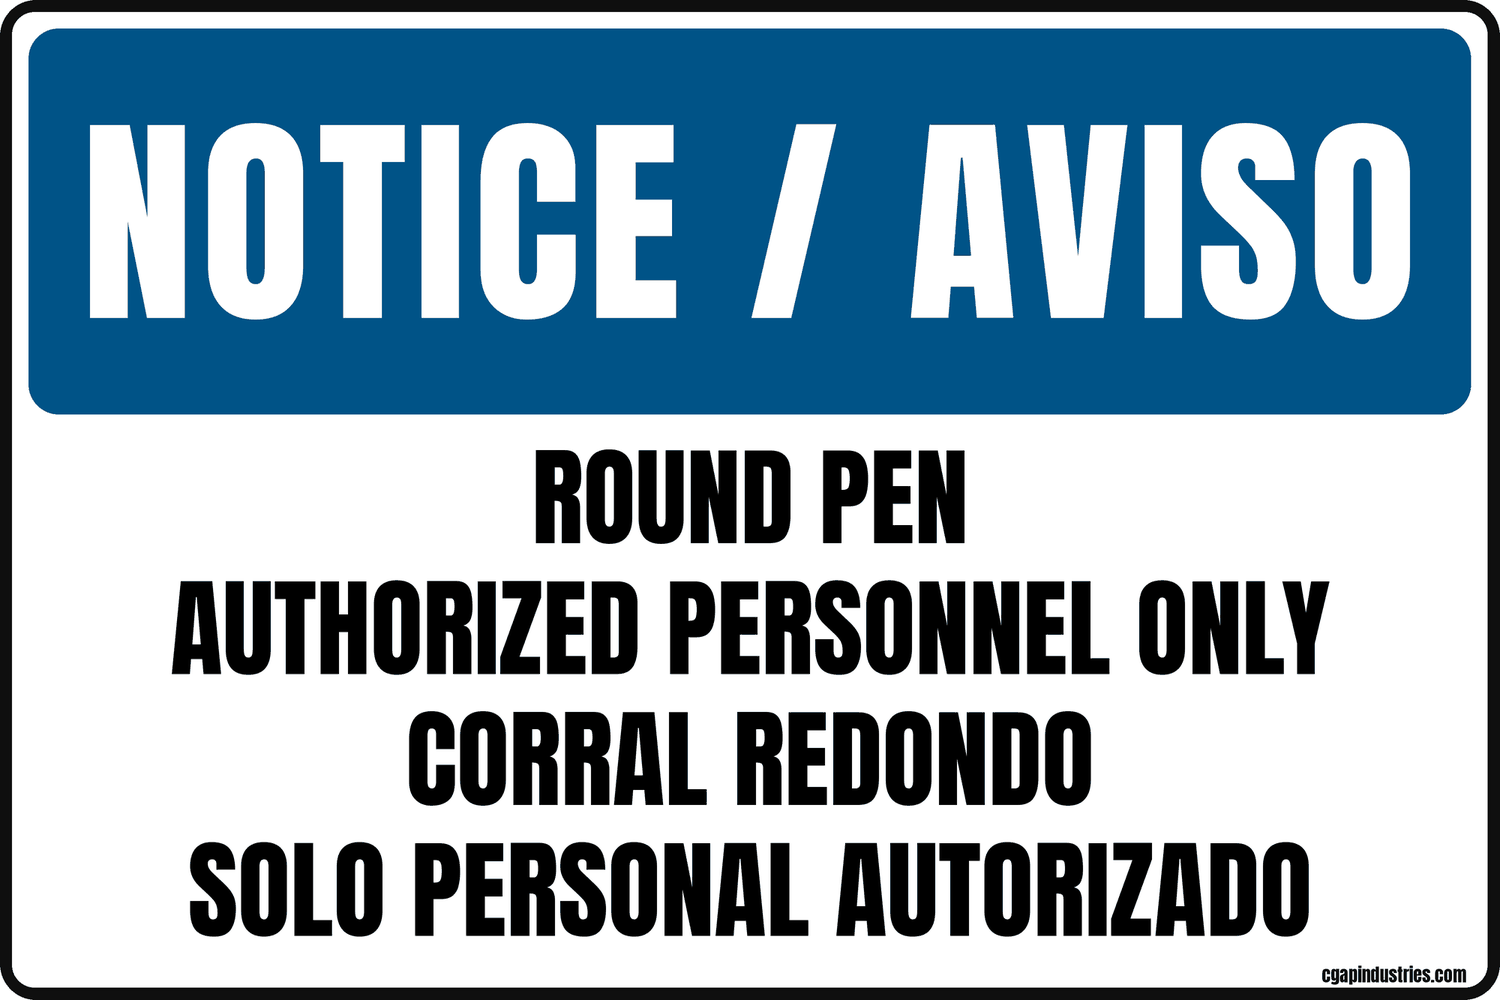 NOTICE / AVISO
ROUND PEN
AUTHORIZED PERSONNEL ONLY
CORRAL REDONDO
SOLO PERSONAL AUTORIZADO
cgapindustries.com